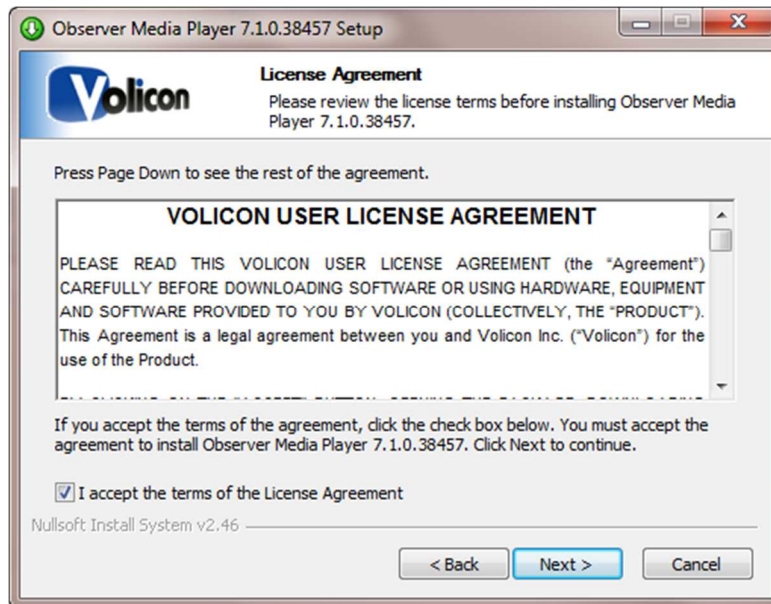 Observer Media Player 7.1.0.38457 Setup
Volicon
License Agreement
Please review the license terms before installing Observer Media
Player 7.1.0.38457.
Press Page Down to see the rest of the agreement.
VOLICON USER LICENSE AGREEMENT
PLEASE READ THIS VOLICON USER LICENSE AGREEMENT (the “Agreement”)
CAREFULLY BEFORE DOWNLOADING SOFTWARE OR USING HARDWARE, EQUIPMENT
AND SOFTWARE PROVIDED TO YOU BY VOLICON (COLLECTIVELY, THE “PRODUCT”).
This Agreement is a legal agreement between you and Volicon Inc. (“Volicon”) for the
use of the Product.
If you accept the terms of the agreement, click the check box below. You must accept the
agreement to install Observer Media Player 7.1.0.38457. Click Next to continue.
I accept the terms of the License Agreement
Nullsoft Install System v2.46
< Back
Next >
Cancel